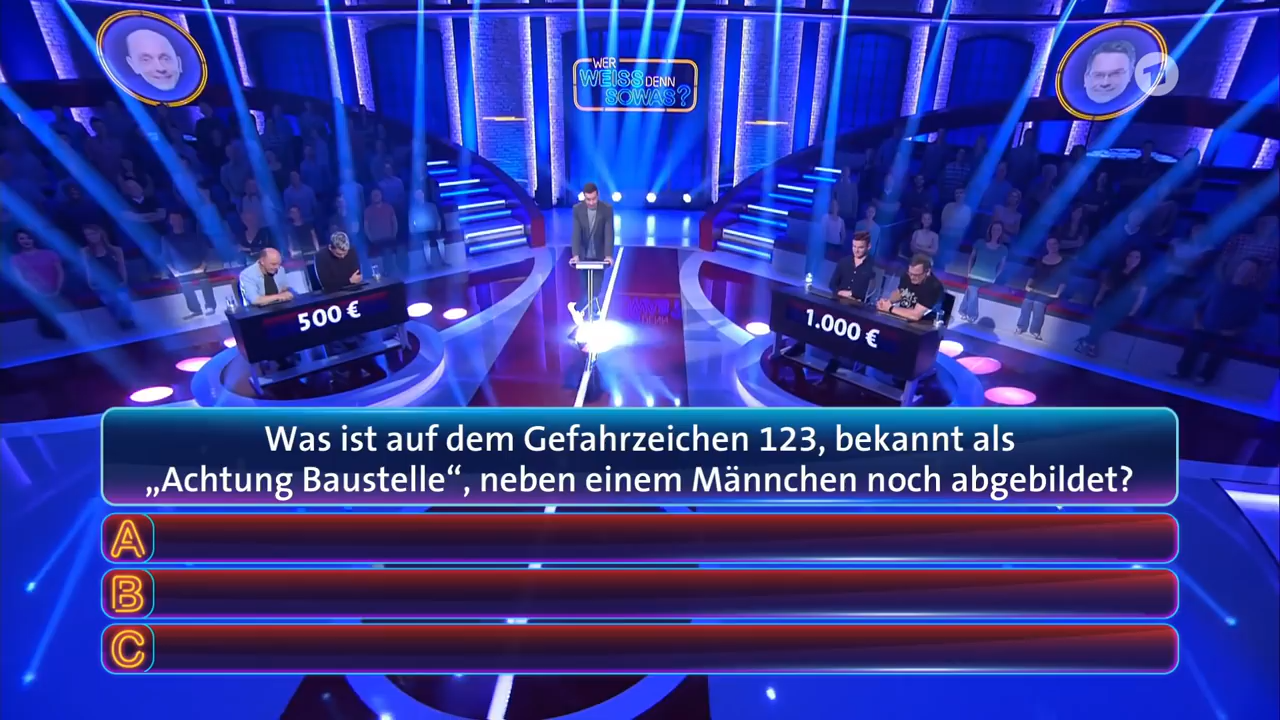 WER
WEISS DENN
SOWAS?
1
500 €
1.000 €
Was ist auf dem Gefahrzeichen 123, bekannt als
„Achtung Baustelle“, neben einem Männchen noch abgebildet?
A
B
C